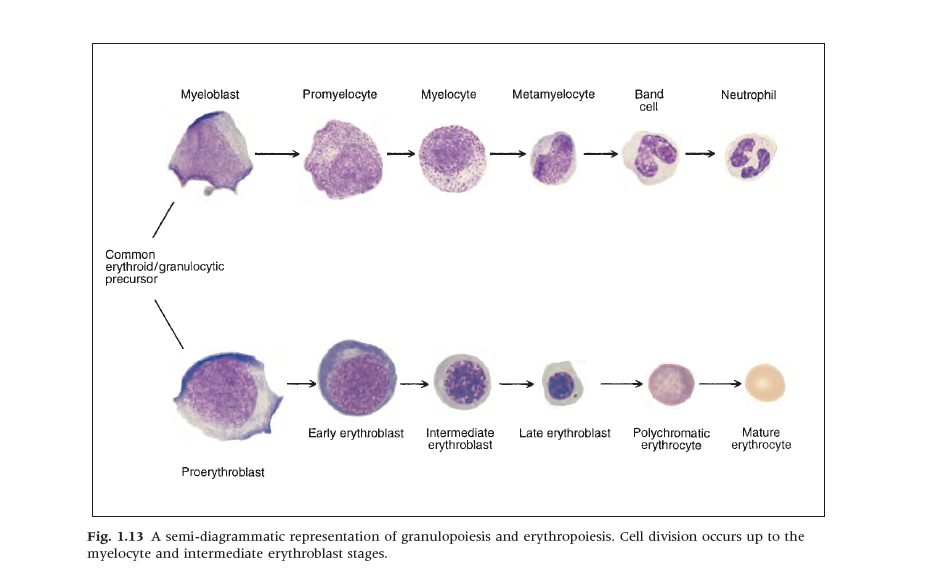 Myeloblast
Promyelocyte
Myelocyte
Metamyelocyte
Band
cell
Neutrophil
Common
erythroid/granulocytic
precursor
Proerythroblast
Early erythroblast
Intermediate
erythroblast
Late erythroblast
Polychromatic
erythrocyte
Mature
erythrocyte
Fig. 1.13 A semi-diagrammatic representation of granulopoiesis and erythropoiesis. Cell division occurs up to the
myelocyte and intermediate erythroblast stages.